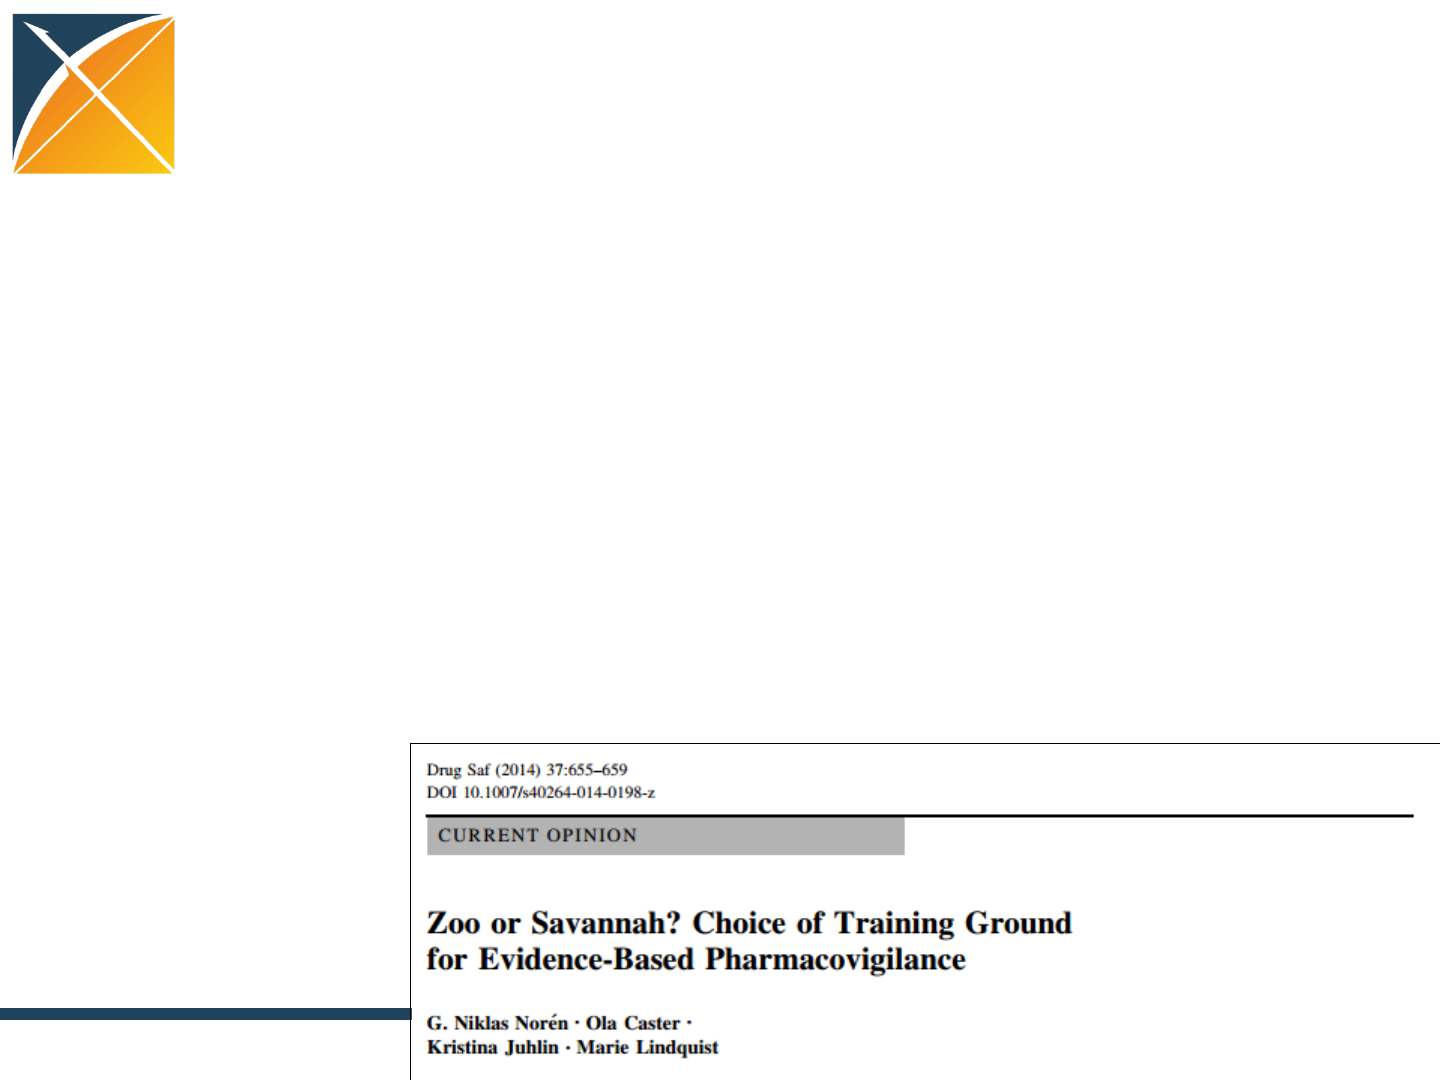 Drug Saf (2014) 37:655–659
DOI 10.1007/s40264-014-0198-z
CURRENT OPINION
Zoo or Savannah? Choice of Training Ground
for Evidence-Based Pharmacovigilance
G. Niklas Norén · Ola Caster ·
Kristina Juhlin · Marie Lindquist